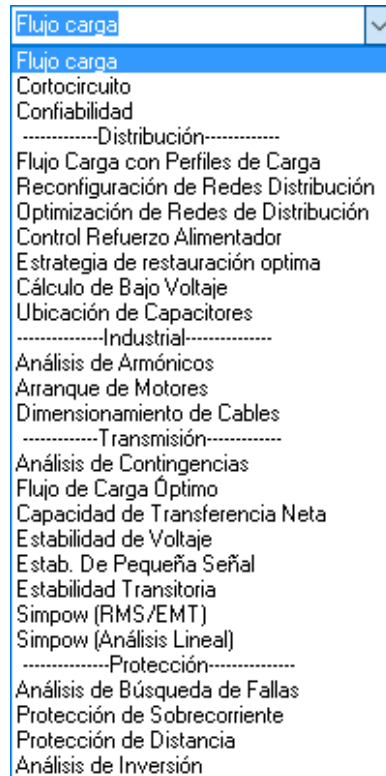 Flujo carga
Flujo carga
Cortocircuito
Confiabilidad
-------------Distribución-------------
Flujo Carga con Perfiles de Carga
Reconfiguración de Redes Distribución
Optimización de Redes de Distribución
Control Refuerzo Alimentador
Estrategia de restauración optima
Cálculo de Bajo Voltaje
Ubicación de Capacitores
---------------Industrial---------------
Análisis de Armónicos
Arranque de Motores
Dimensionamiento de Cables
-------------Transmisión-------------
Análisis de Contingencias
Flujo de Carga Óptimo
Capacidad de Transferencia Neta
Estabilidad de Voltaje
Estab. De Pequeña Señal
Estabilidad Transitoria
Simpow (RMS/EMT)
Simpow (Análisis Lineal)
---------------Protección---------------
Análisis de Búsqueda de Fallas
Protección de Sobrecorriente
Protección de Distancia
Análisis de Inversión